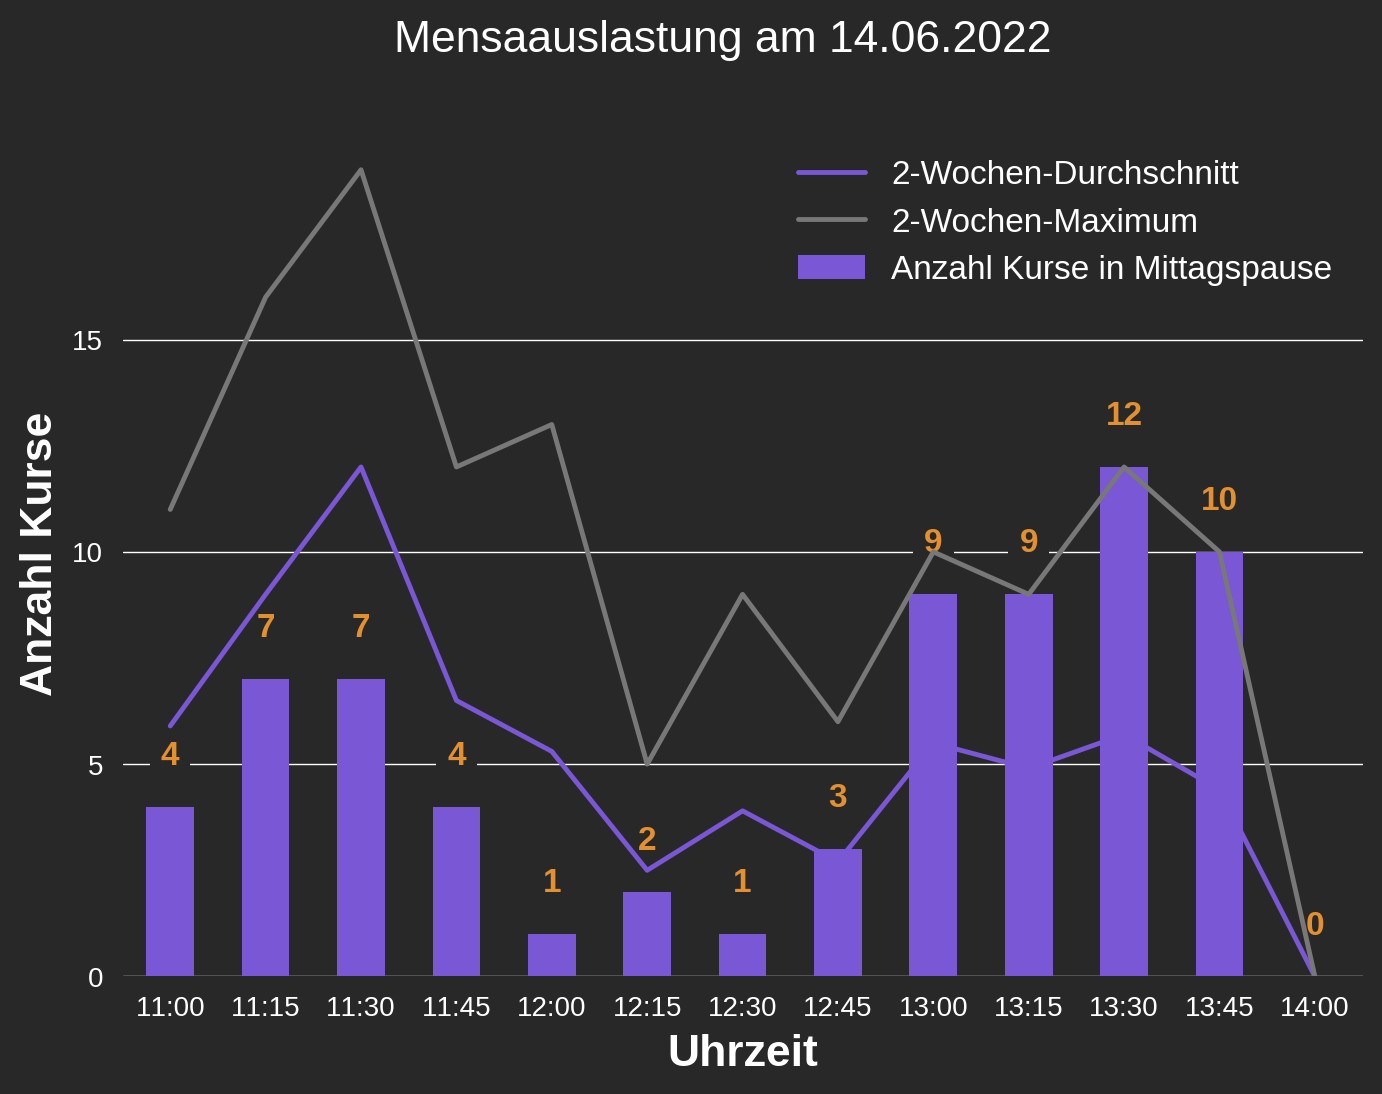 Mensaauslastung am 14.06.2022
2-Wochen-Durchschnitt
2-Wochen-Maximum
Anzahl Kurse in Mittagspause
Anzahl Kurse
15
10
5
0
4
7
7
4
1
2
1
3
9
9
12
10
0
11:00 11:15 11:30 11:45 12:00 12:15 12:30 12:45 13:00 13:15 13:30 13:45 14:00
Uhrzeit